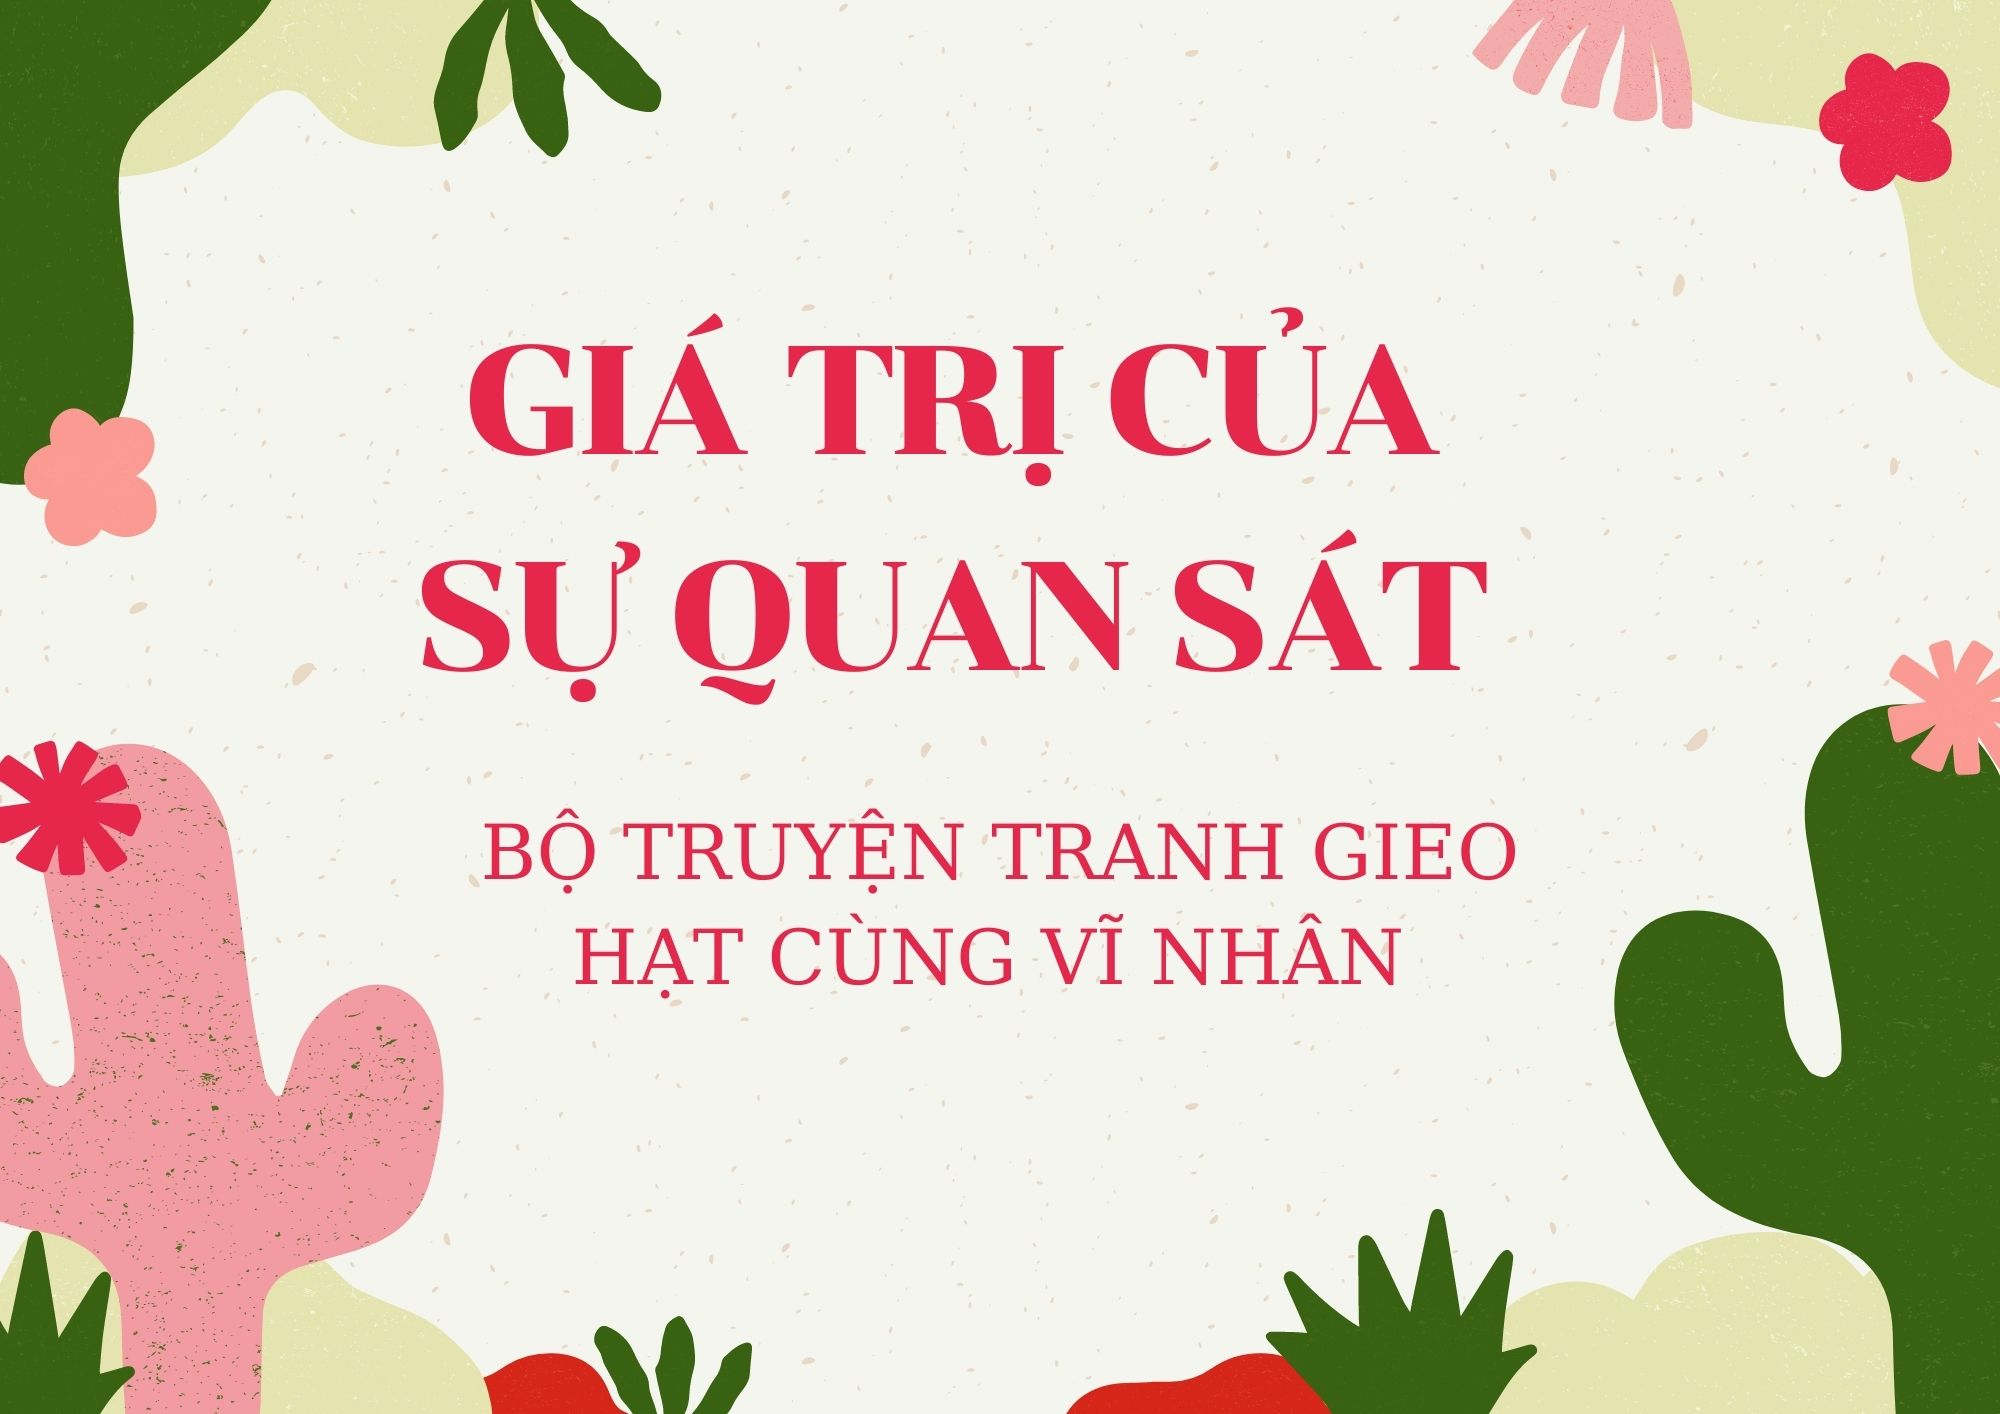 GIÁ TRỊ CỦA
SỰ QUAN SÁT
BỘ TRUYỆN TRANH GIEO
HẠT CÙNG VĨ NHÂN